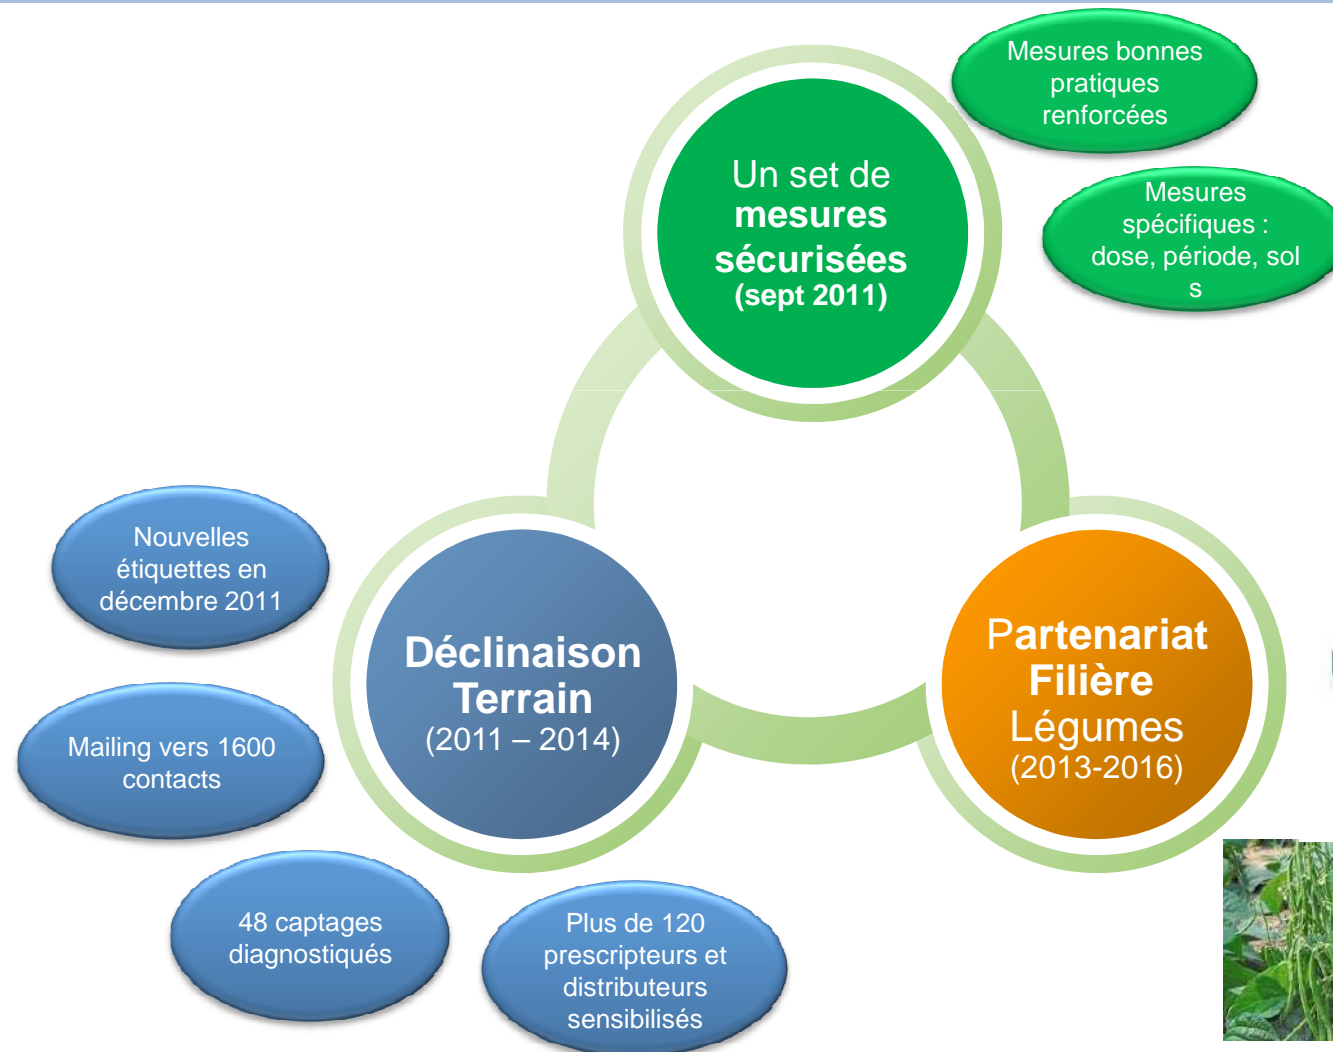 Mesures bonnes
pratiques
renforcées
Mesures
spécifiques :
dose, période, sol
s
Un set de
mesures
sécurisées
(sept 2011)
Nouvelles
étiquettes en
décembre 2011
Mailing vers 1600
contacts
48 captages
diagnostiqués
Plus de 120
prescripteurs et
distributeurs
sensibilisés
Déclinaison
Terrain
(2011 – 2014)
Partenariat
Filière
Légumes
(2013-2016)